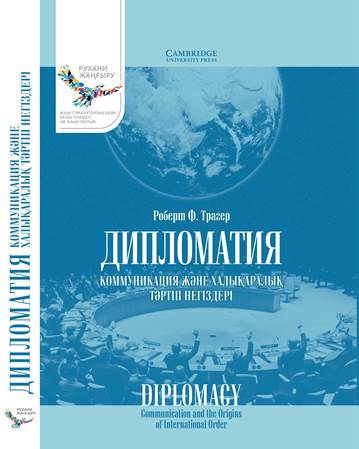 РУХАНИ
ЖАҢҒЫРУ
CAMBRIDGE
UNIVERSITY PRESS
Роберт Ф. Трагер
ДИПЛОМАТИЯ
КОММУНИКАЦИЯ ЖӘНЕ ХАЛЫҚАРАЛЫҚ
ТӘРТІП НЕГІЗДЕРІ
DIPLOMACY
Communication and the Origins
of International Order
ДИПЛОМАТИЯ
КОММУНИКАЦИЯ ЖӘНЕ
ХАЛЫҚАРАЛЫҚ ТӘРТІП НЕГІЗДЕРІ
РУХАНИ
ЖАҢҒЫРУ